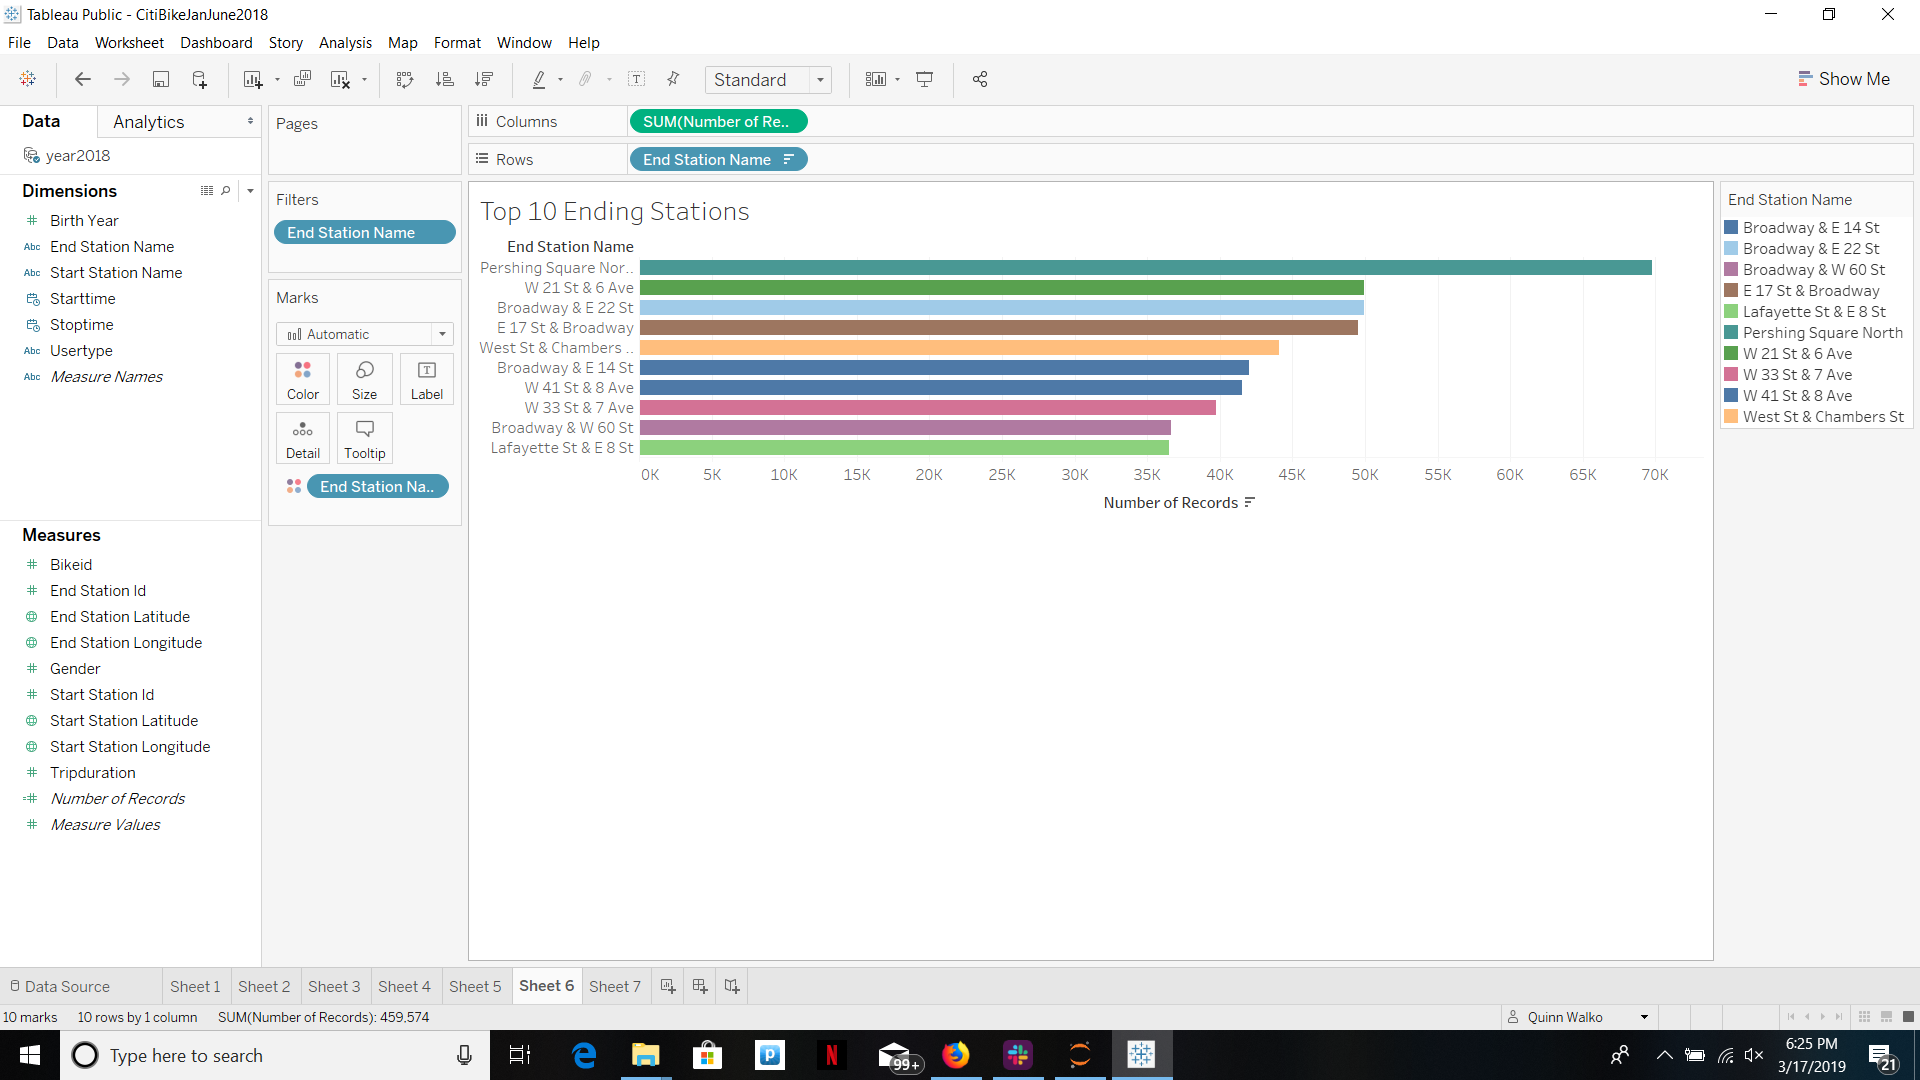 Tableau Public - CitiBikeJanJune2018
File Data Worksheet Dashboard Story Analysis Map Format Window Help
Standard
Show Me
Data
Analytics
year2018
Dimensions
Birth Year
Abc End Station Name
Abc Start Station Name
Starttime
Stoptime
Abc Usertype
Abc Measure Names
Measures
Bikeid
End Station Id
End Station Latitude
End Station Longitude
Gender
Start Station Id
Start Station Latitude
Start Station Longitude
Tripduration
Number of Records
Measure Values
Pages
Filters
End Station Name
Marks
Automatic
Color Size Label
Detail Tooltip
End Station Na..
Columns SUM(Number of Re..
Rows End Station Name
Top 10 Ending Stations
End Station Name
Pershing Square Nor..
W 21 St & 6 Ave
Broadway & E 22 St
E 17 St & Broadway
West St & Chambers ..
Broadway & E 14 St
W 41 St & 8 Ave
W 33 St & 7 Ave
Broadway & W 60 St
Lafayette St & E 8 St
0K 5K 10K 15K 20K 25K 30K 35K 40K 45K 50K 55K 60K 65K 70K
Number of Records
End Station Name
Broadway & E 14 St
Broadway & E 22 St
Broadway & W 60 St
E 17 St & Broadway
Lafayette St & E 8 St
Pershing Square North
W 21 St & 6 Ave
W 33 St & 7 Ave
W 41 St & 8 Ave
West St & Chambers St
Data Source Sheet 1 Sheet 2 Sheet 3 Sheet 4 Sheet 5 Sheet 6 Sheet 7
10 marks 10 rows by 1 column SUM(Number of Records): 459,574
Quinn Walko
Type here to search
99+
6:25 PM
3/17/2019
21